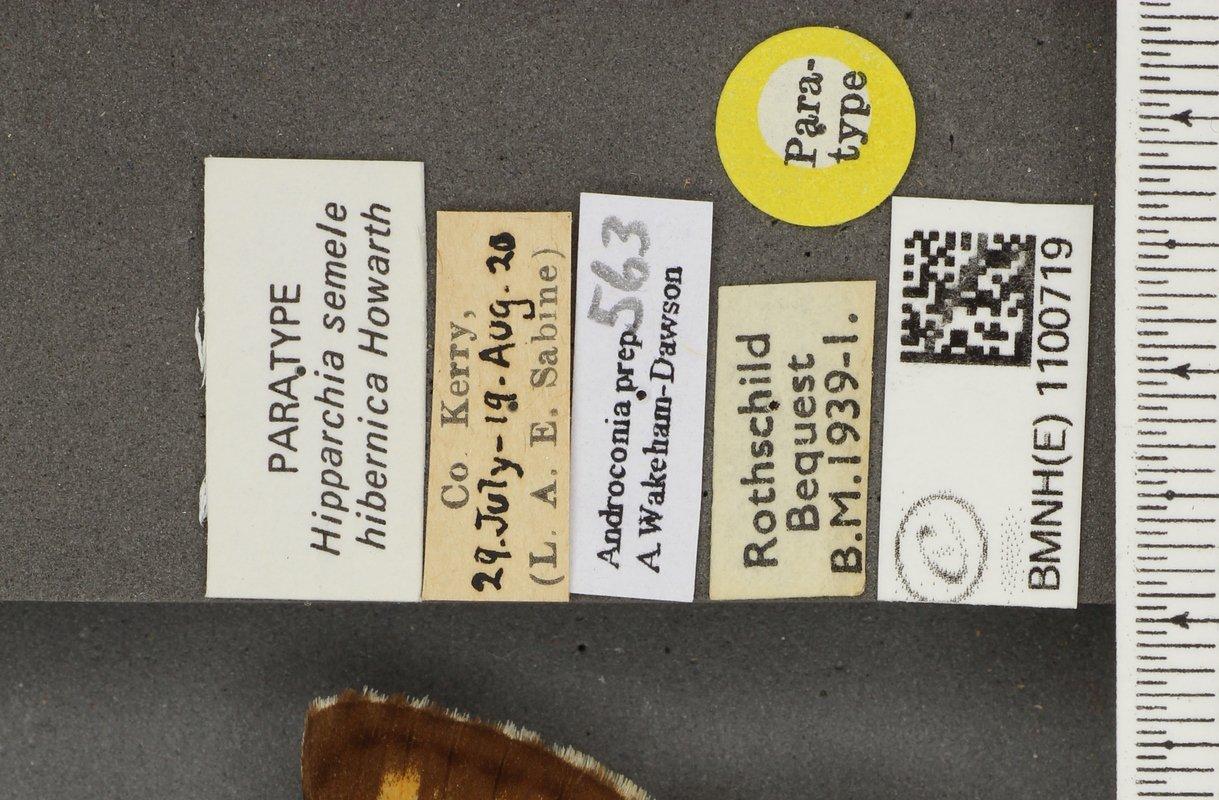 PARATYPE
Hipparchia semele
hibernica Howarth
Co Kerry,
29.July-19.Aug.20
(L. A. E. Sabine)
Androconia prep 563
A Wakeham-Dawson
Rothschild
Bequest
B.M.1939-1.
Para-
type
C
BMNH(E) 1100719